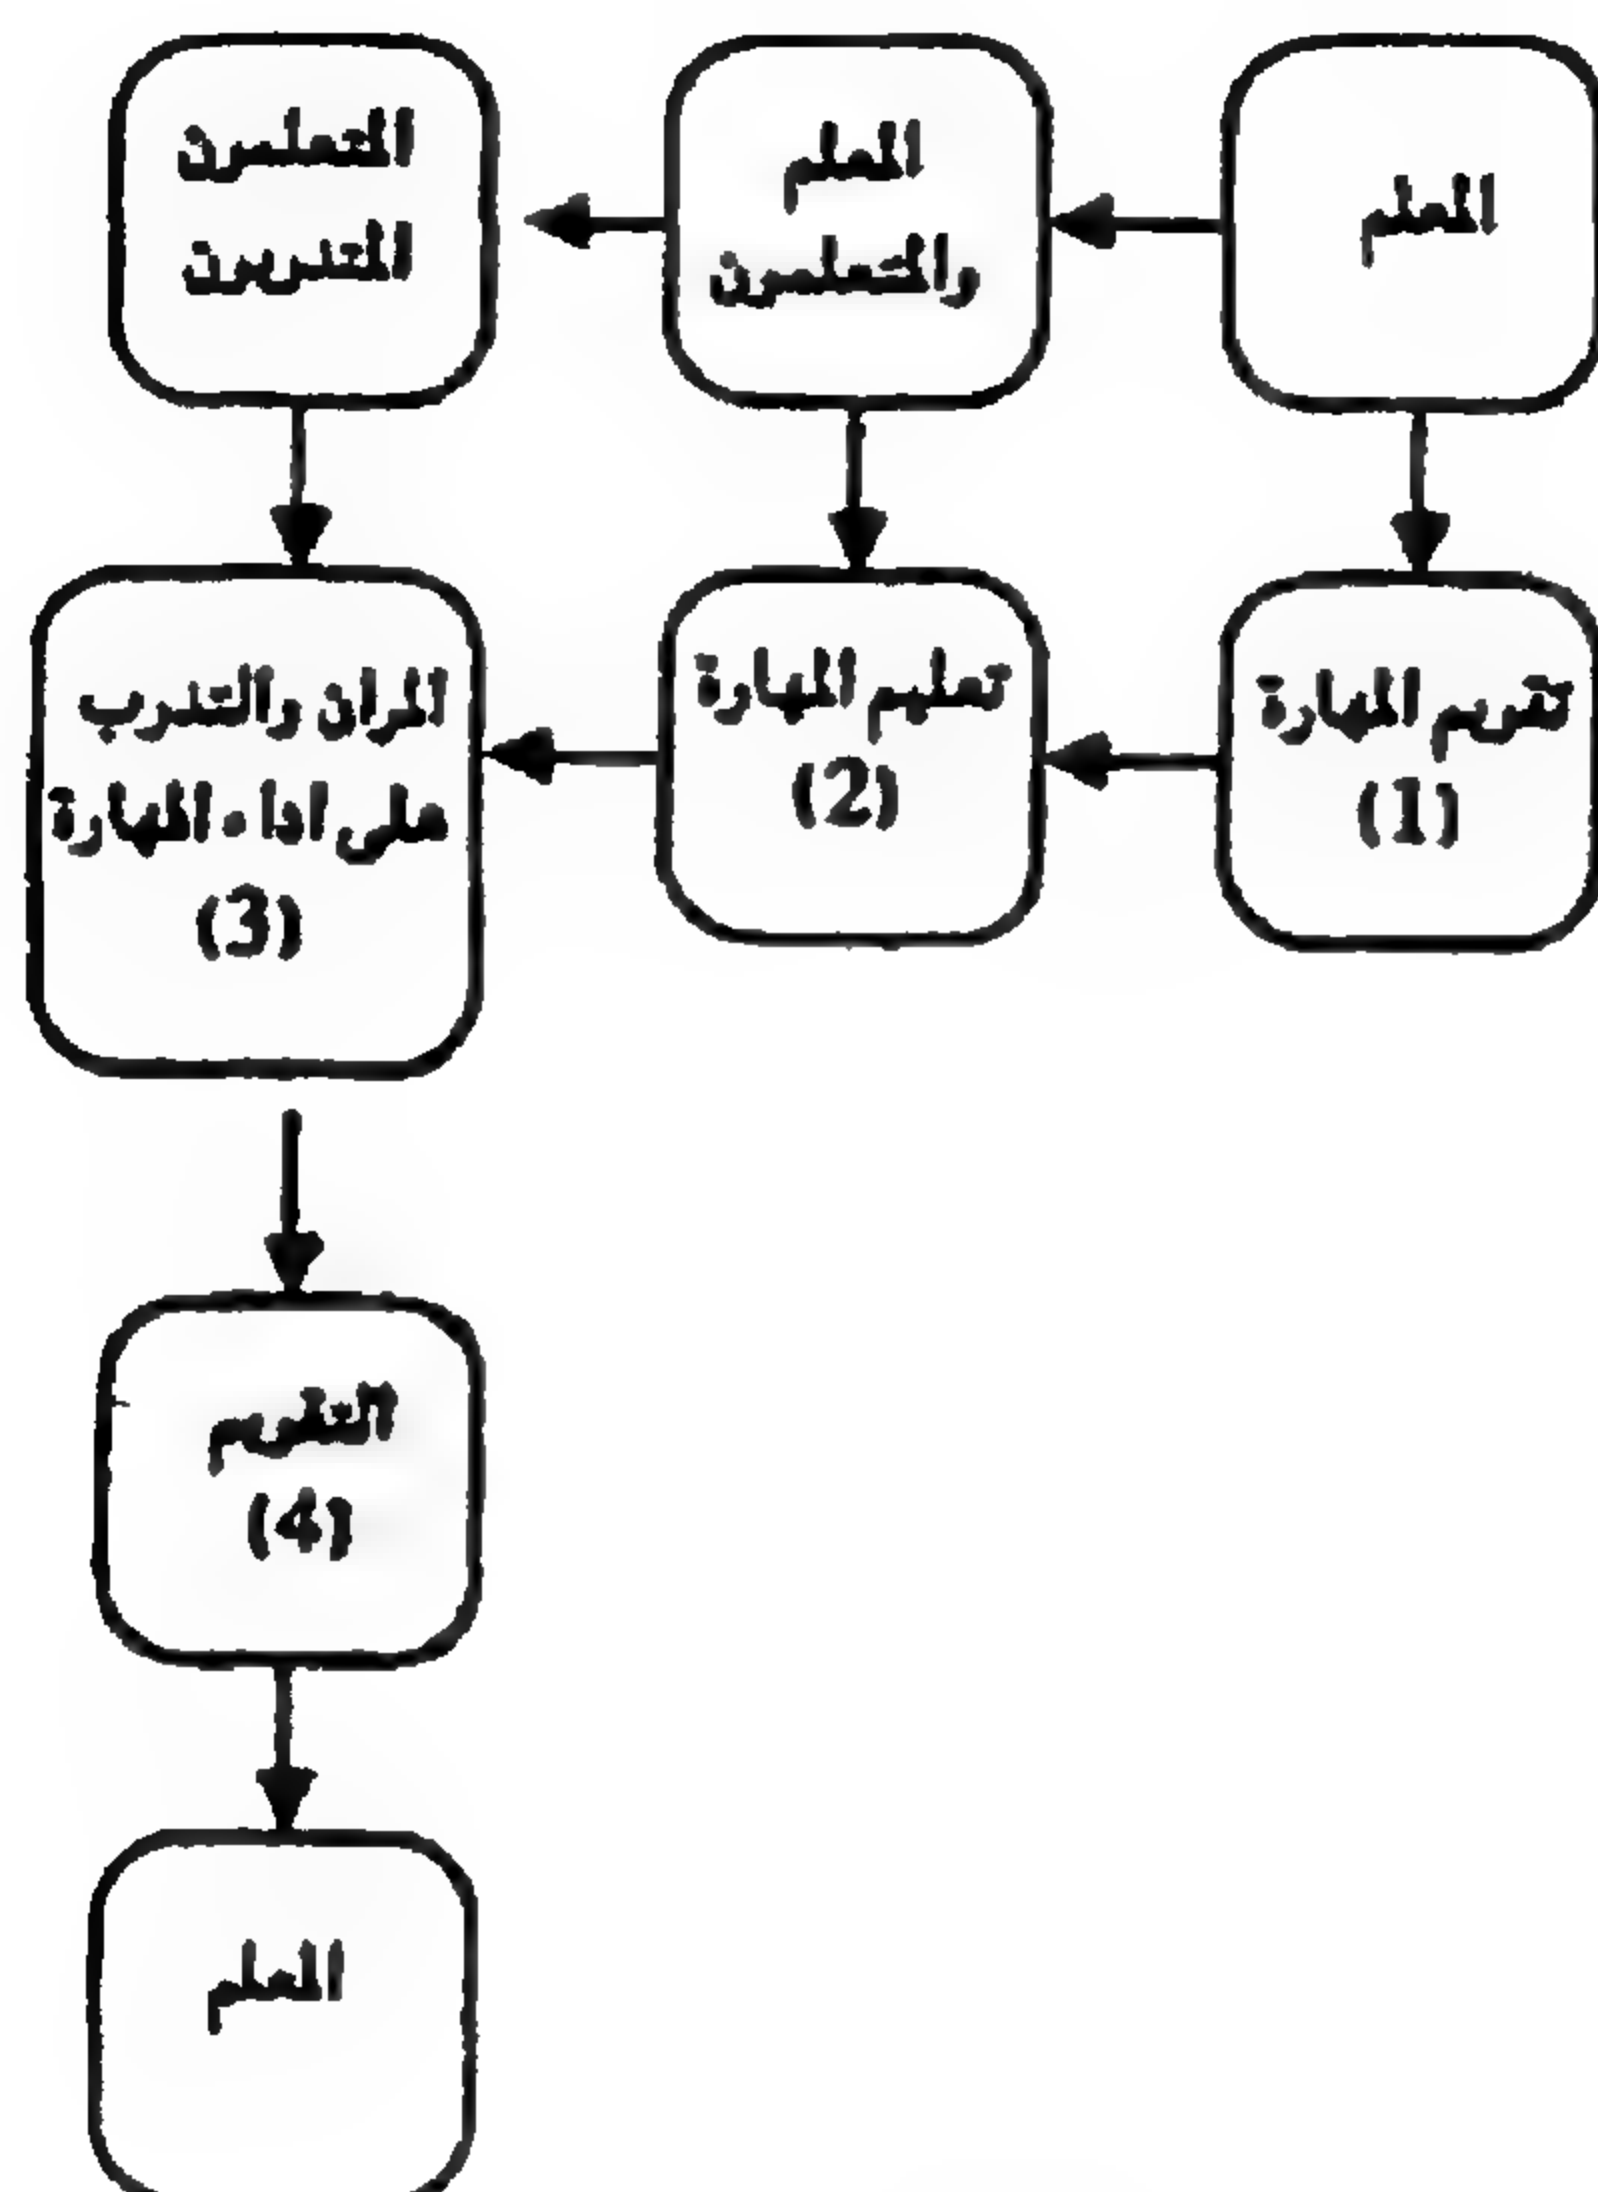 المعلم
المعلم
والمتعلمون
المتعلمون
المتدربون
تقويم المهارة
(1)
تعليم المهارة
(2)
المران والتدرب
على اداء المهارة
(3)
التقويم
(4)
المعلم